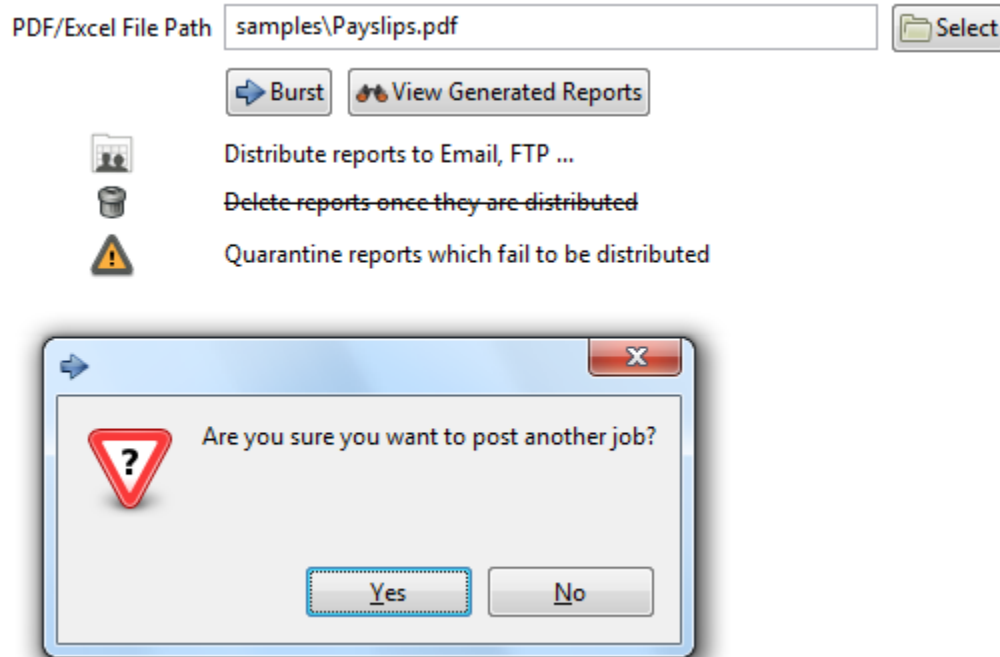 PDF/Excel File Path samples\Payslips.pdf Select
Burst View Generated Reports
Distribute reports to Email, FTP ...
Delete reports once they are distributed
Quarantine reports which fail to be distributed
Are you sure you want to post another job?
?
Yes No